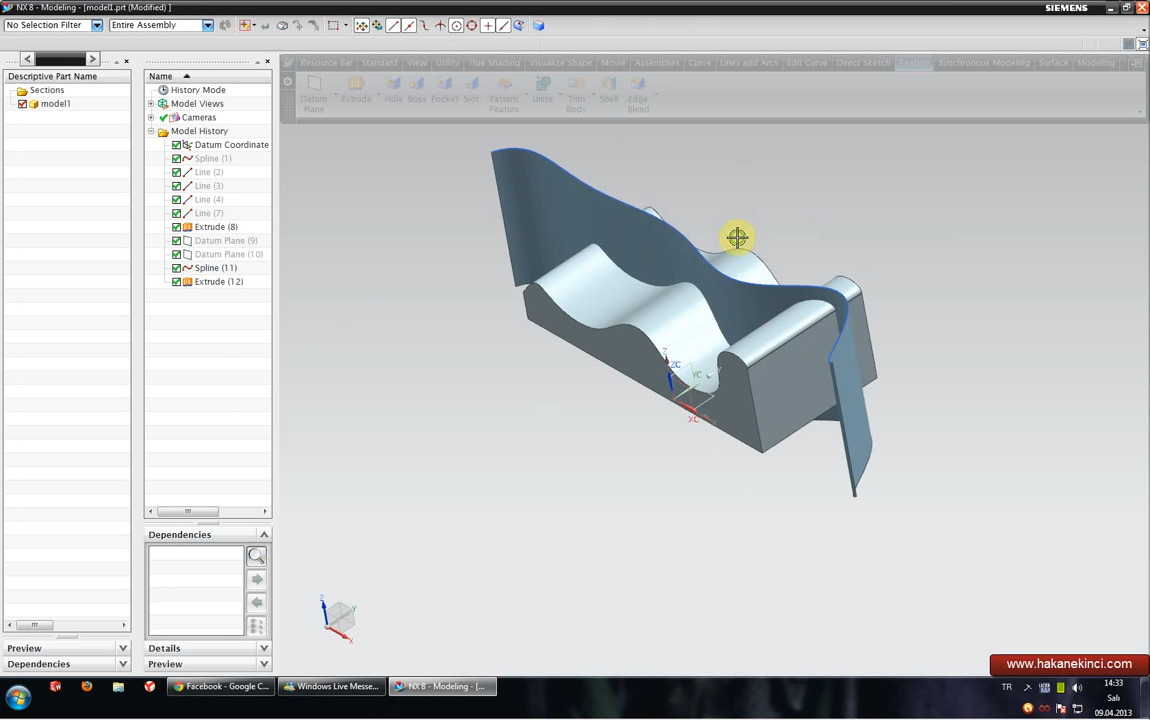 NX 8 - Modeling - [model1.prt (Modified) ]
SIEMENS
No Selection Filter
Entire Assembly
Descriptive Part Name
Sections
model1
Name
History Mode
Model Views
Cameras
Model History
Datum Coordinate
Spline (1)
Line (2)
Line (3)
Line (4)
Line (7)
Extrude (8)
Datum Plane (9)
Datum Plane (10)
Spline (11)
Extrude (12)
Resource Bar
Standard
View
Utility
True Shading
Visualize Shape
Movie
Assemblies
Curve
Lines and Arcs
Edit Curve
Direct Sketch
Feature
Synchronous Modeling
Surface
Modeling
Datum Plane
Extrude
Hole
Boss
Pocket
Slot
Pattern Feature
Unite
Trim Body
Shell
Edge Blend
Z
ZC
YC
XC
Z
Y
X
Dependencies
Preview
Dependencies
Details
Preview
www.hakanekinci.com
Facebook - Google C...
Windows Live Messe...
NX 8 - Modeling - [...
TR
14:33
Salı
09.04.2013